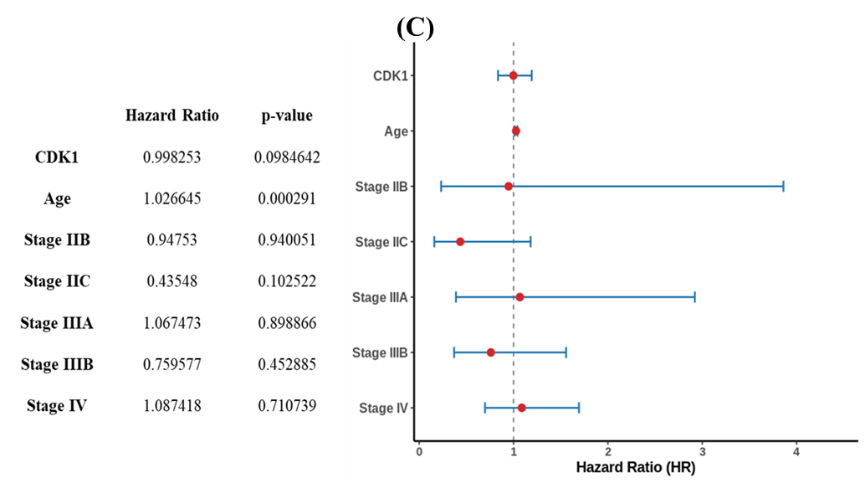 (C)
Hazard Ratio p-value
CDK1 0.998253 0.0984642
Age 1.026645 0.000291
Stage IIB 0.94753 0.940051
Stage IIC 0.43548 0.102522
Stage IIIA 1.067473 0.898866
Stage IIIB 0.759577 0.452885
Stage IV 1.087418 0.710739
CDK1
Age
Stage IIB
Stage IIC
Stage IIIA
Stage IIIB
Stage IV
0 1 2 3 4
Hazard Ratio (HR)